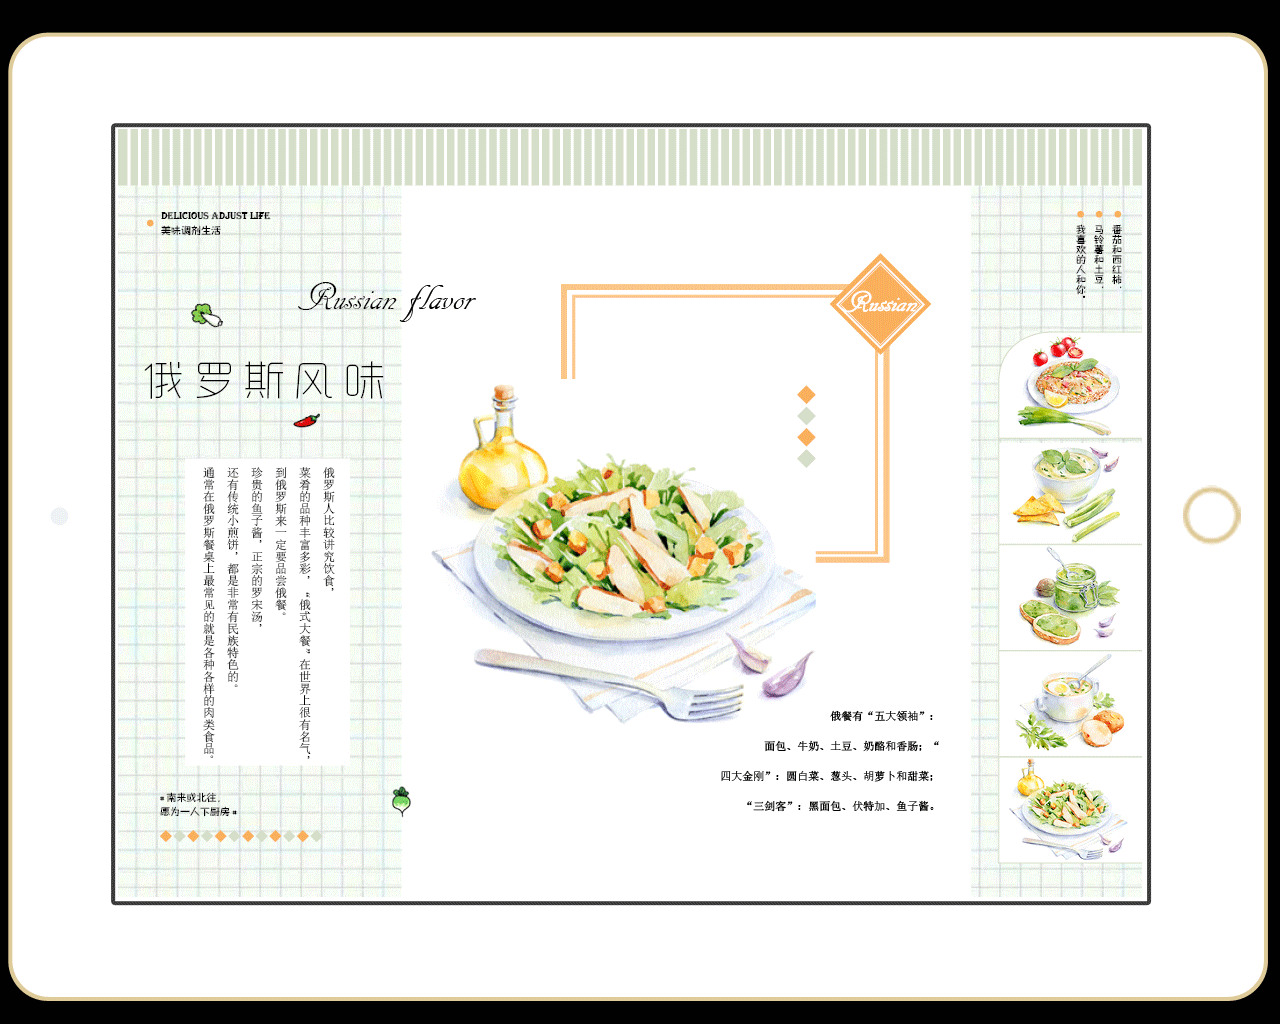 DELICIOUS ADJUST LIFE
美味调剂生活
Russian flavor
俄罗斯风味
俄罗斯人比较讲究饮食，
菜肴的品种丰富多彩，“俄式大餐”在世界上很有名气，
到俄罗斯来一定要品尝俄餐。
珍贵的鱼子酱，正宗的罗宋汤，
还有传统小煎饼，都是非常有民族特色的。
通常在俄罗斯餐桌上最常见的就是各种各样的肉类食品。
南来或北往，
愿为一人下厨房
Russian
俄餐有“五大领袖”：
面包、牛奶、土豆、奶酪和香肠；“
四大金刚”：圆白菜、葱头、胡萝卜和甜菜；
“三剑客”：黑面包、伏特加、鱼子酱。
番茄和西红柿，
马铃薯和土豆，
我喜欢的人和你。